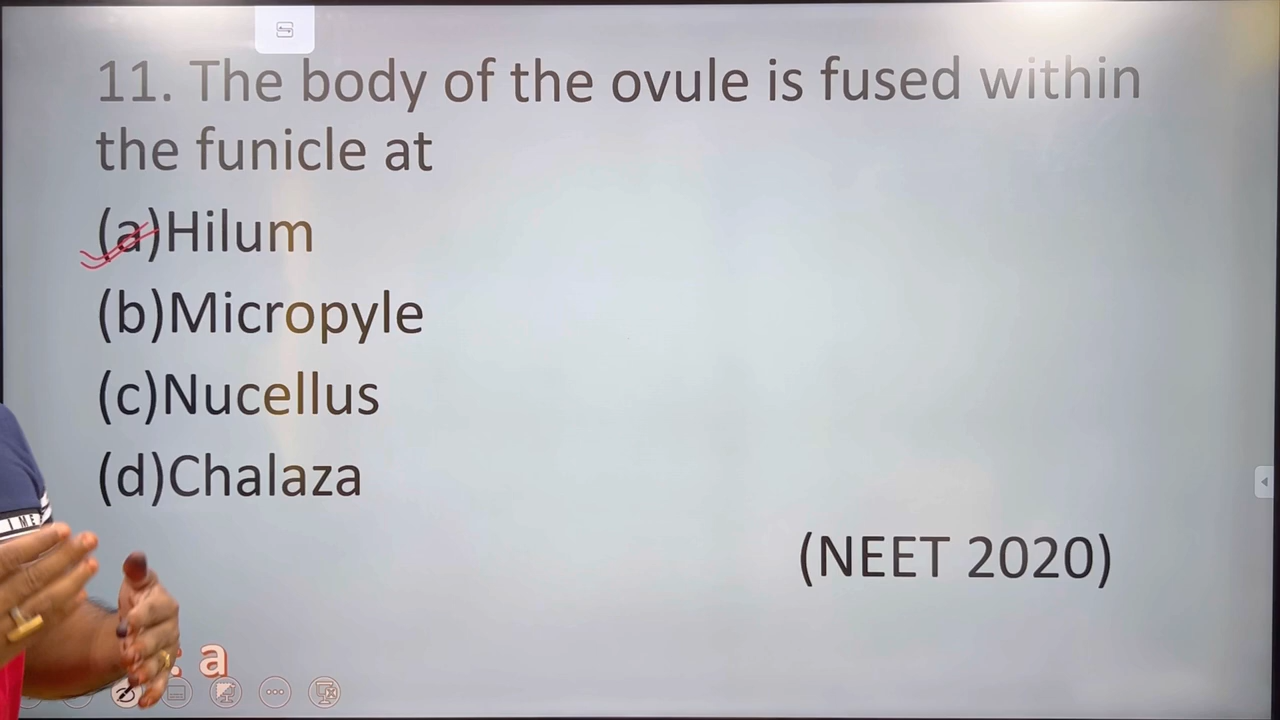 11. The body of the ovule is fused within
the funicle at
(a)Hilum
(b)Micropyle
(c)Nucellus
(d)Chalaza
(NEET 2020)
: a